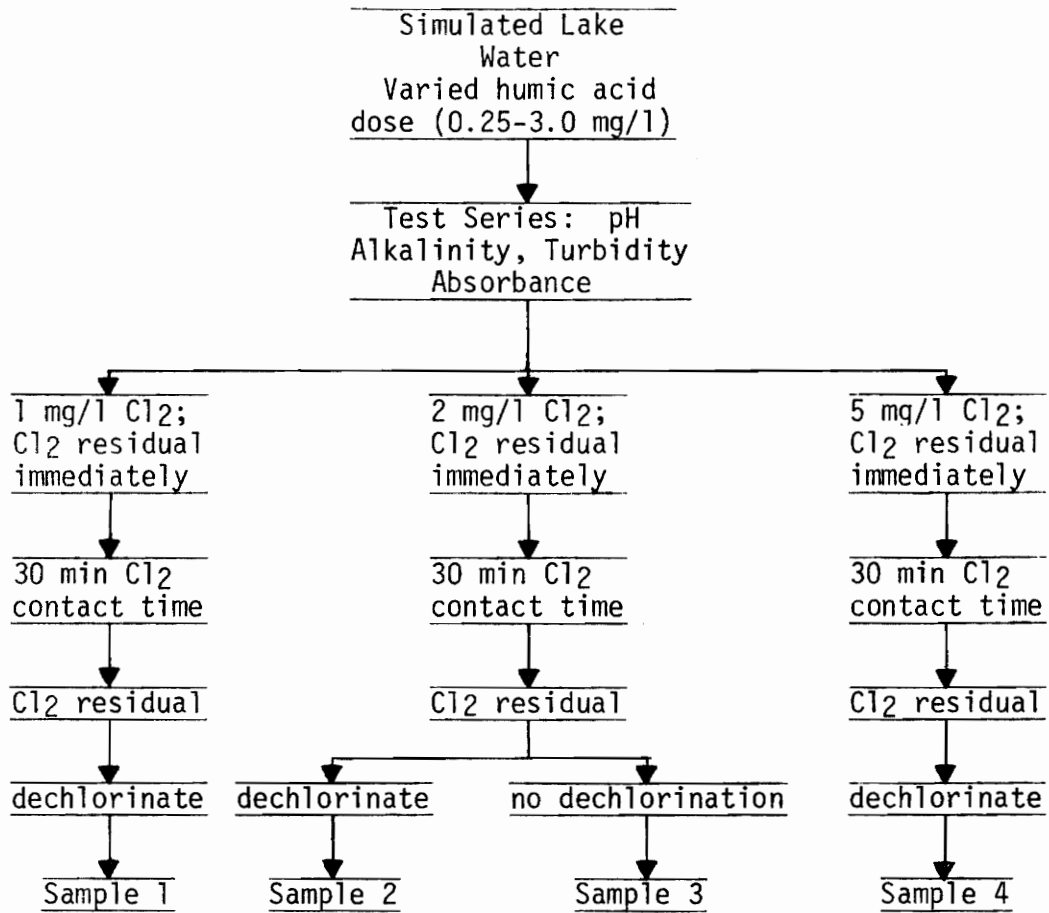 Simulated Lake
Water
Varied humic acid
dose (0.25-3.0 mg/l)
Test Series: pH
Alkalinity, Turbidity
Absorbance
1 mg/l Cl2;
Cl2 residual
immediately
2 mg/l Cl2;
Cl2 residual
immediately
5 mg/l Cl2;
Cl2 residual
immediately
30 min Cl2
contact time
30 min Cl2
contact time
30 min Cl2
contact time
Cl2 residual
Cl2 residual
Cl2 residual
dechlorinate
dechlorinate
no dechlorination
dechlorinate
Sample 1
Sample 2
Sample 3
Sample 4